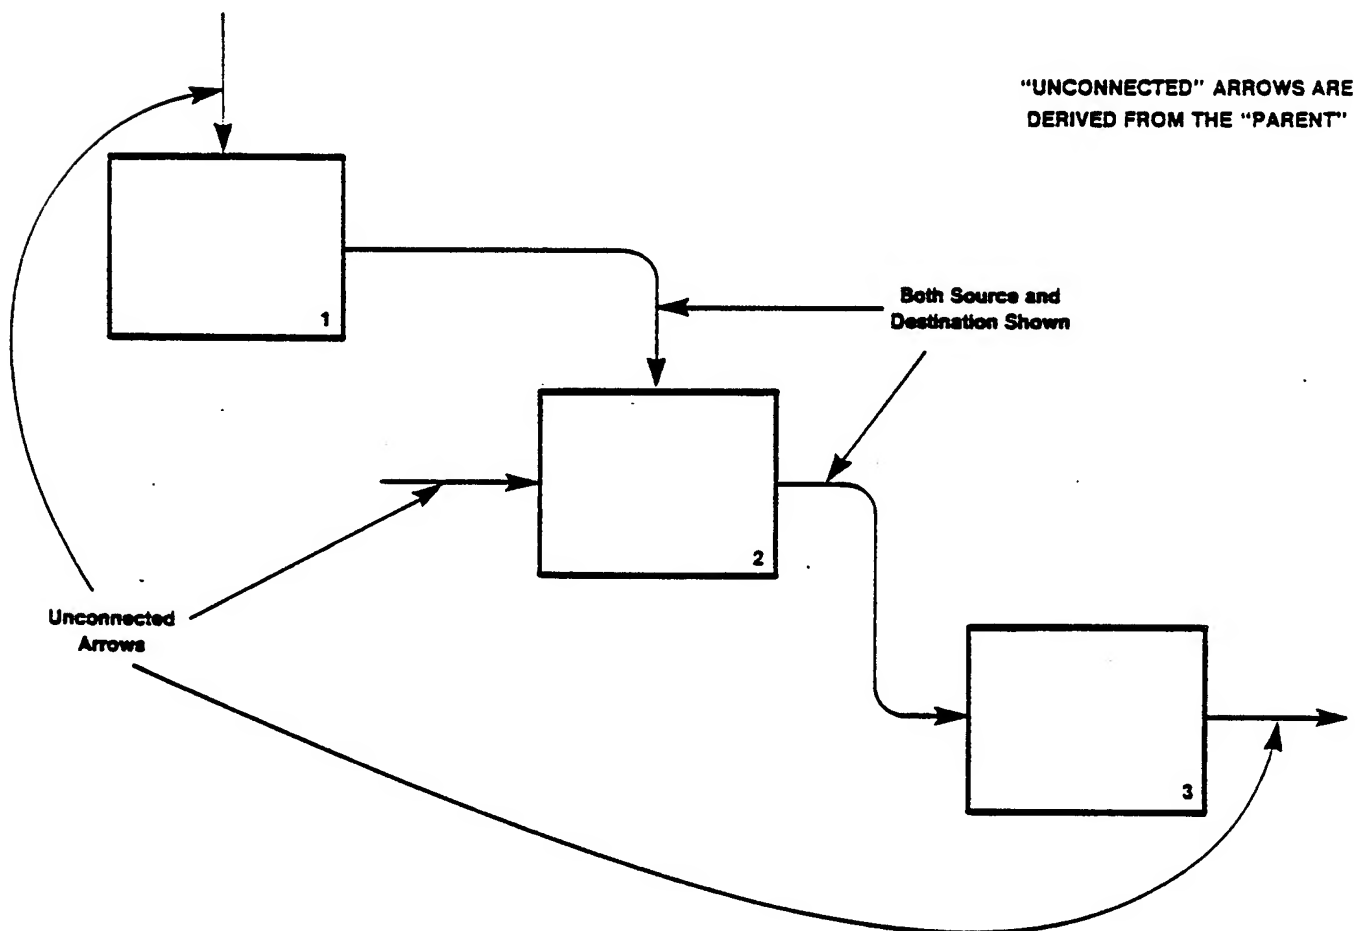 "UNCONNECTED" ARROWS ARE
DERIVED FROM THE "PARENT"
1
Both Source and
Destination Shown
2
Unconnected
Arrows
3